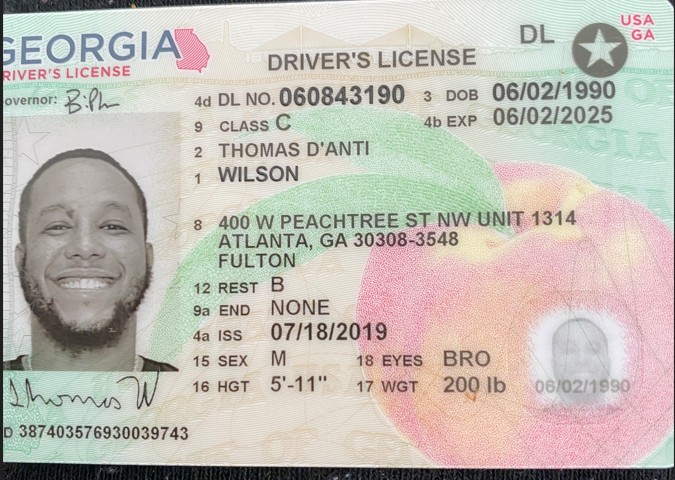 GEORGIA
DRIVER'S LICENSE
USA
GA
DL
DRIVER'S LICENSE
Governor:
4d DL NO. 060843190
3 DOB 06/02/1990
9 CLASS C
4b EXP 06/02/2025
2 THOMAS D'ANTI
1 WILSON
8 400 W PEACHTREE ST NW UNIT 1314
ATLANTA, GA 30308-3548
FULTON
12 REST B
9a END NONE
4a ISS 07/18/2019
15 SEX M 18 EYES BRO
16 HGT 5'-11" 17 WGT 200 lb
06/02/1990
Thomas W
D 387403576930039743